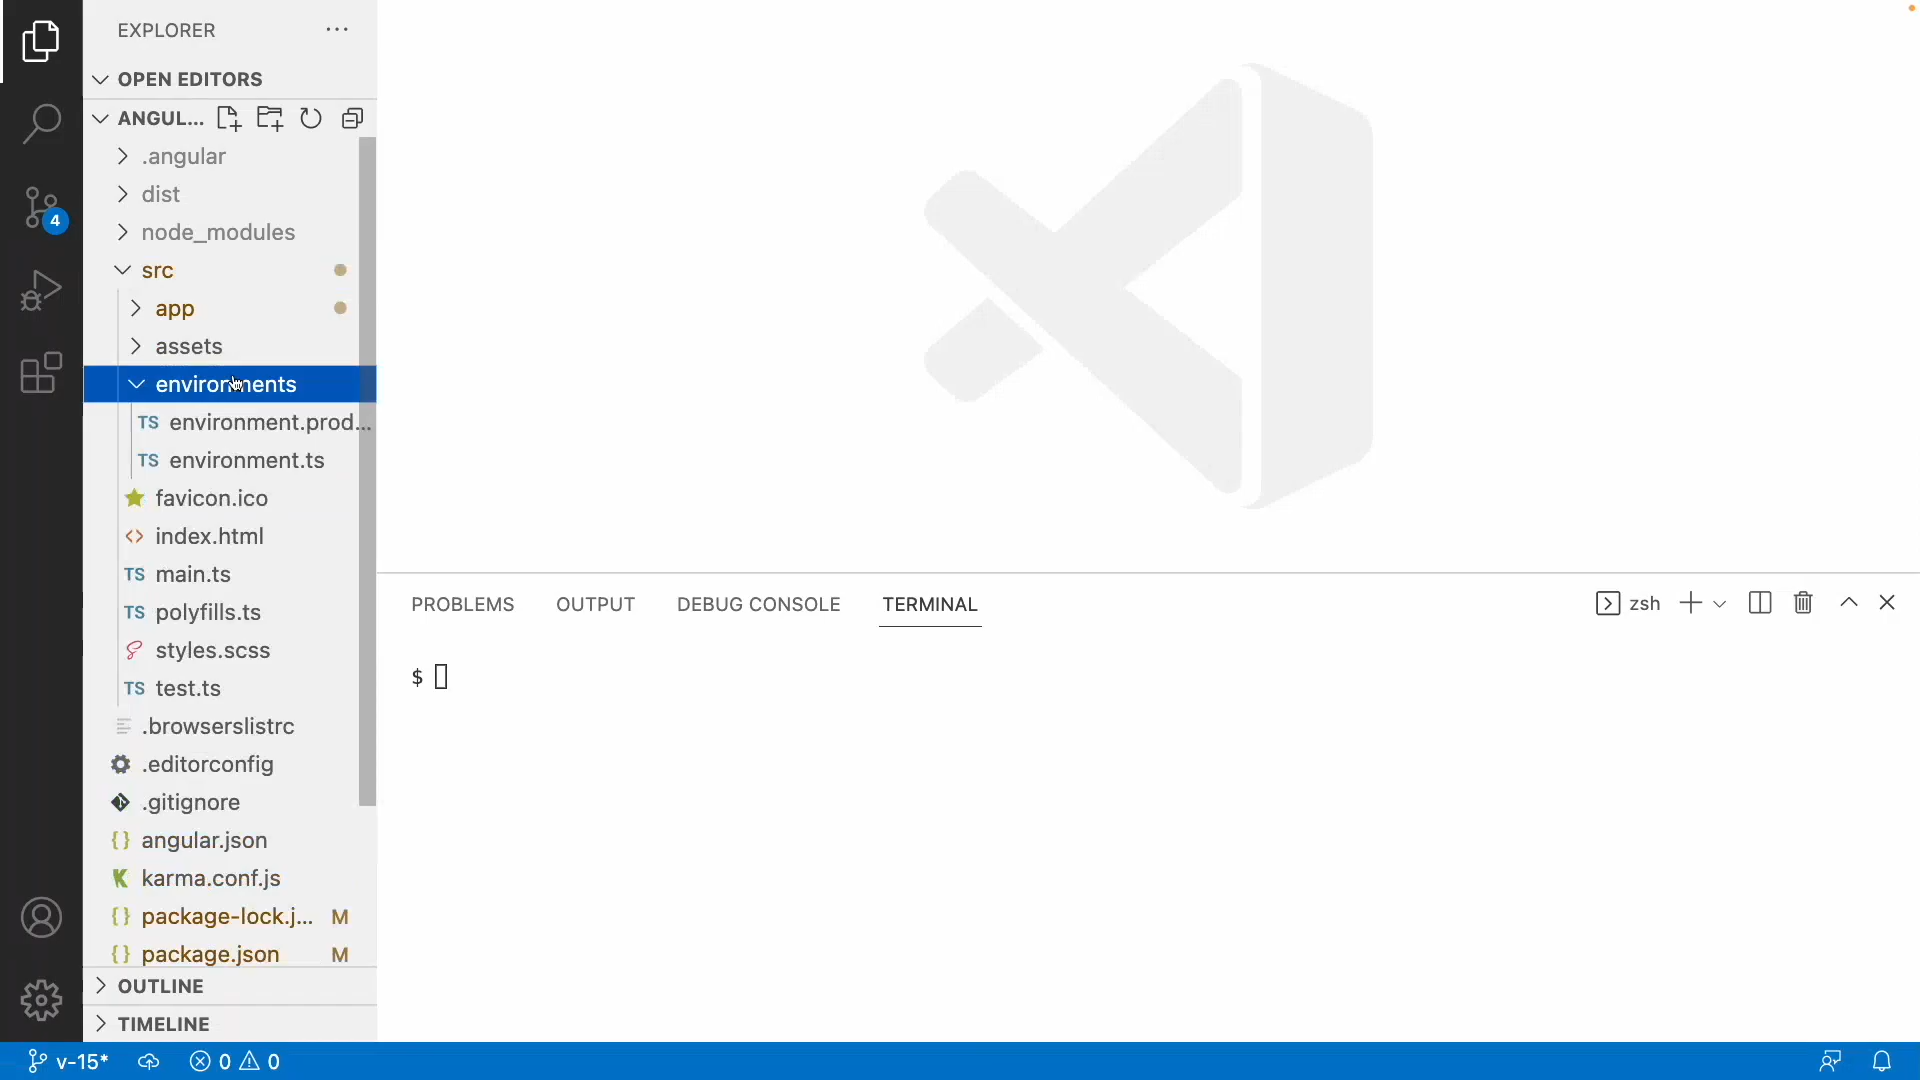 EXPLORER
OPEN EDITORS
ANGUL...
.angular
dist
node_modules
src
app
assets
environments
TS environment.prod...
TS environment.ts
favicon.ico
index.html
TS main.ts
TS polyfills.ts
styles.scss
TS test.ts
.browserslistrc
.editorconfig
.gitignore
{} angular.json
karma.conf.js
{} package-lock.j... M
{} package.json M
OUTLINE
TIMELINE
4
PROBLEMS OUTPUT DEBUG CONSOLE TERMINAL zsh
$
v-15* 0 0